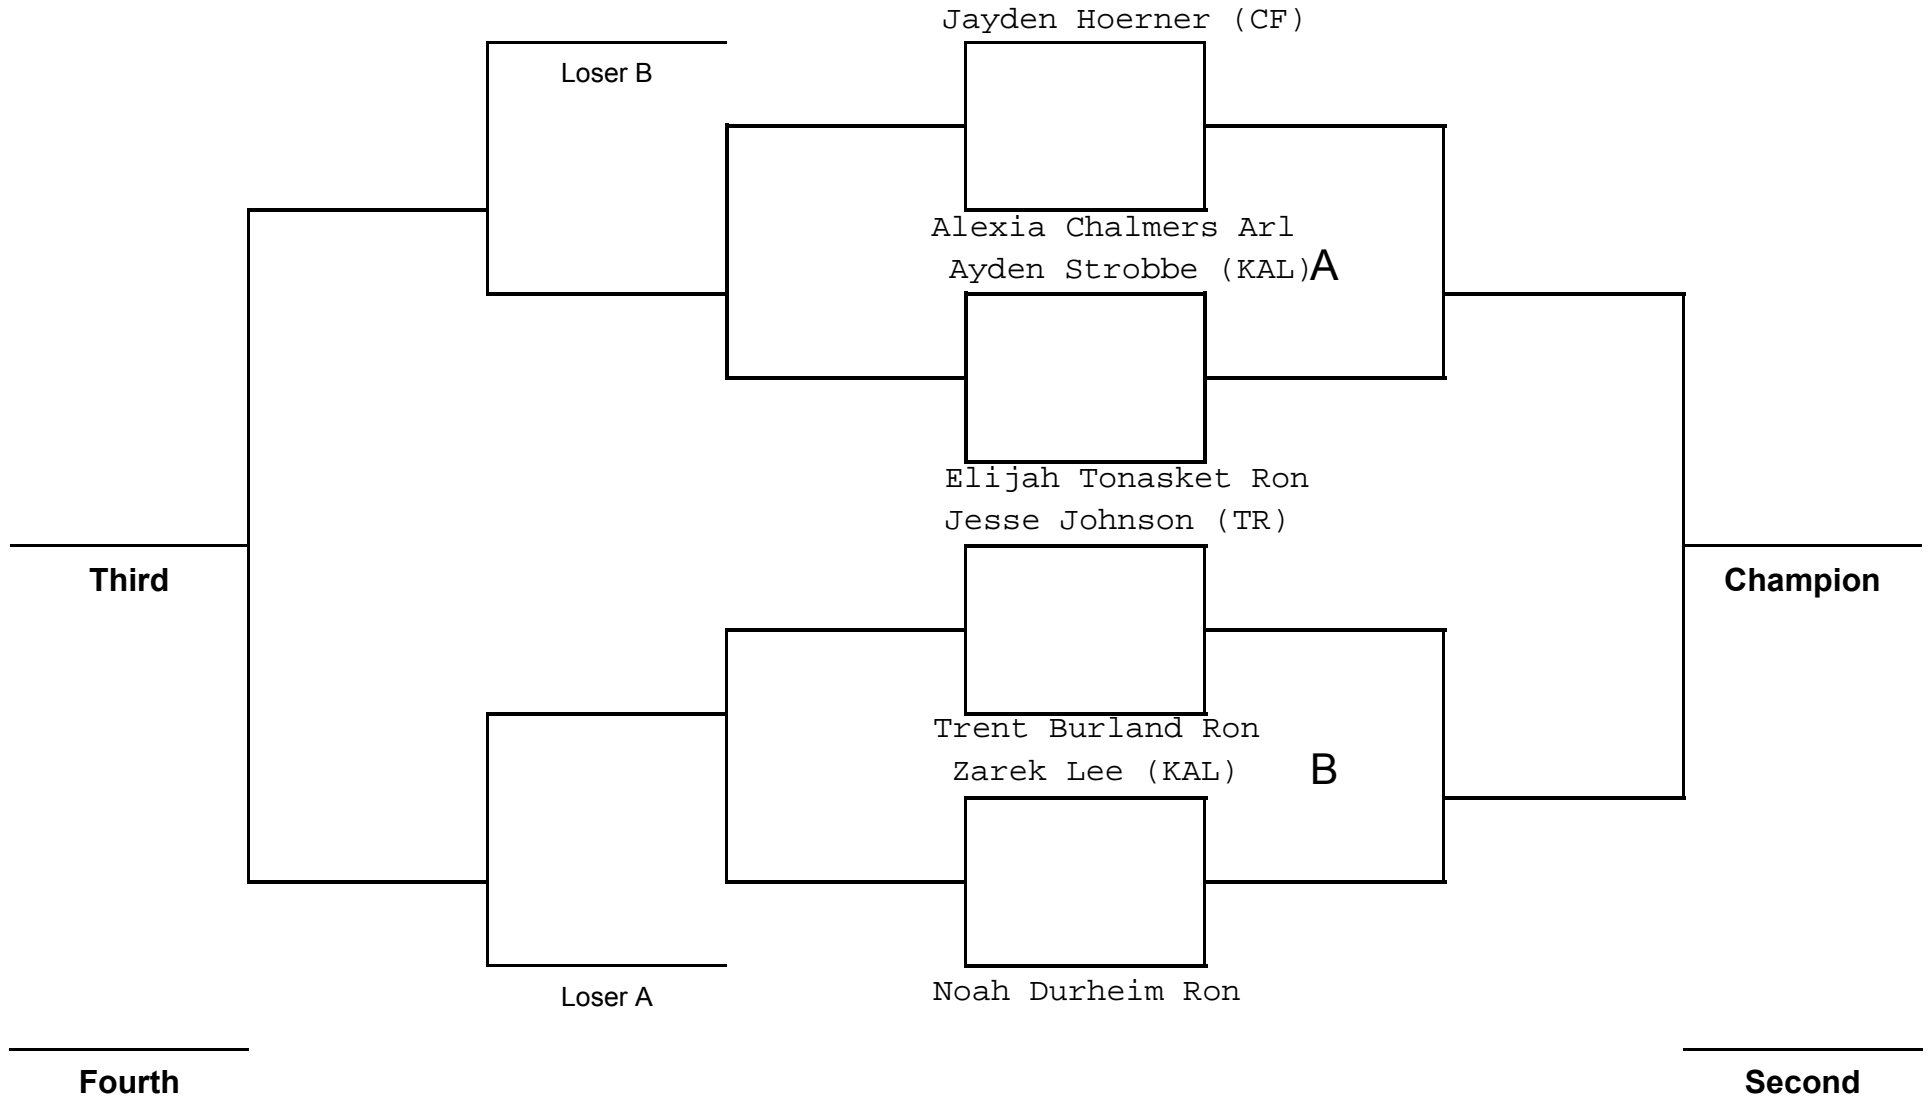 Jayden Hoerner (CF)
Loser B
Alexia Chalmers Arl
Ayden Strobbe (KAL)
A
Elijah Tonasket Ron
Jesse Johnson (TR)
Third
Champion
Trent Burland Ron
Zarek Lee (KAL)
B
Loser A
Noah Durheim Ron
Fourth
Second